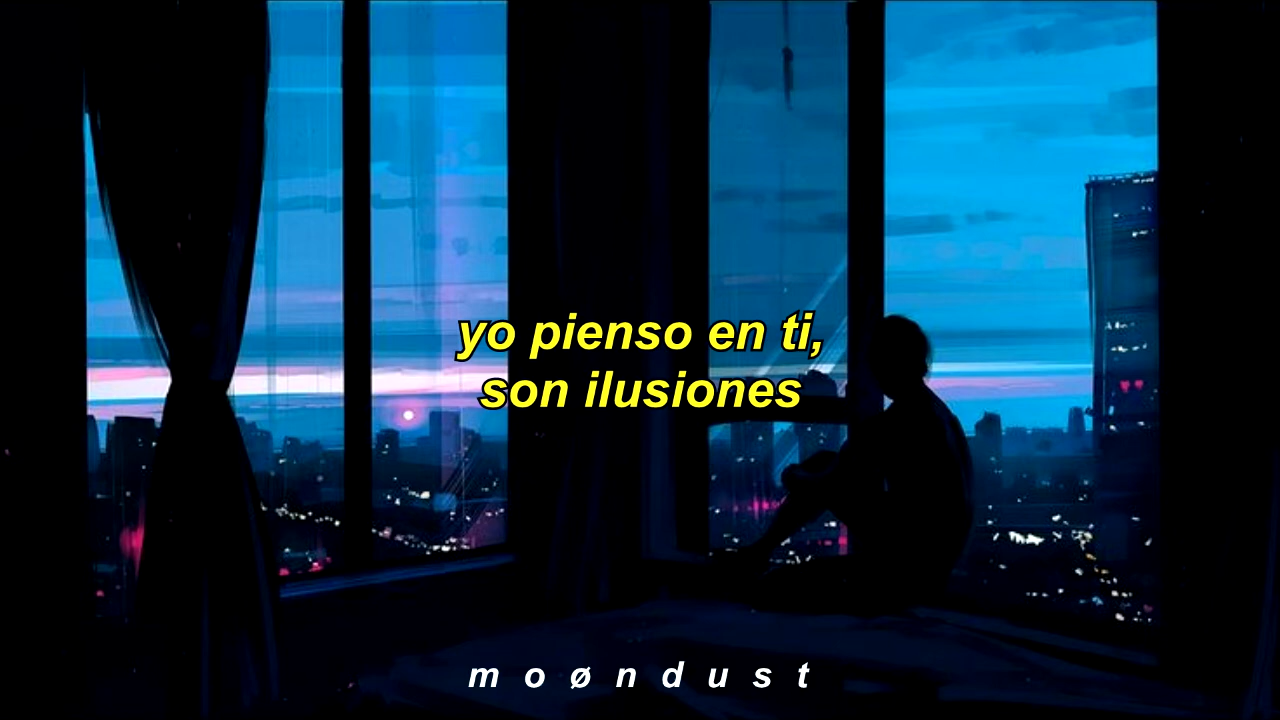 yo pienso en ti,
son ilusiones
m o ø n d u s t